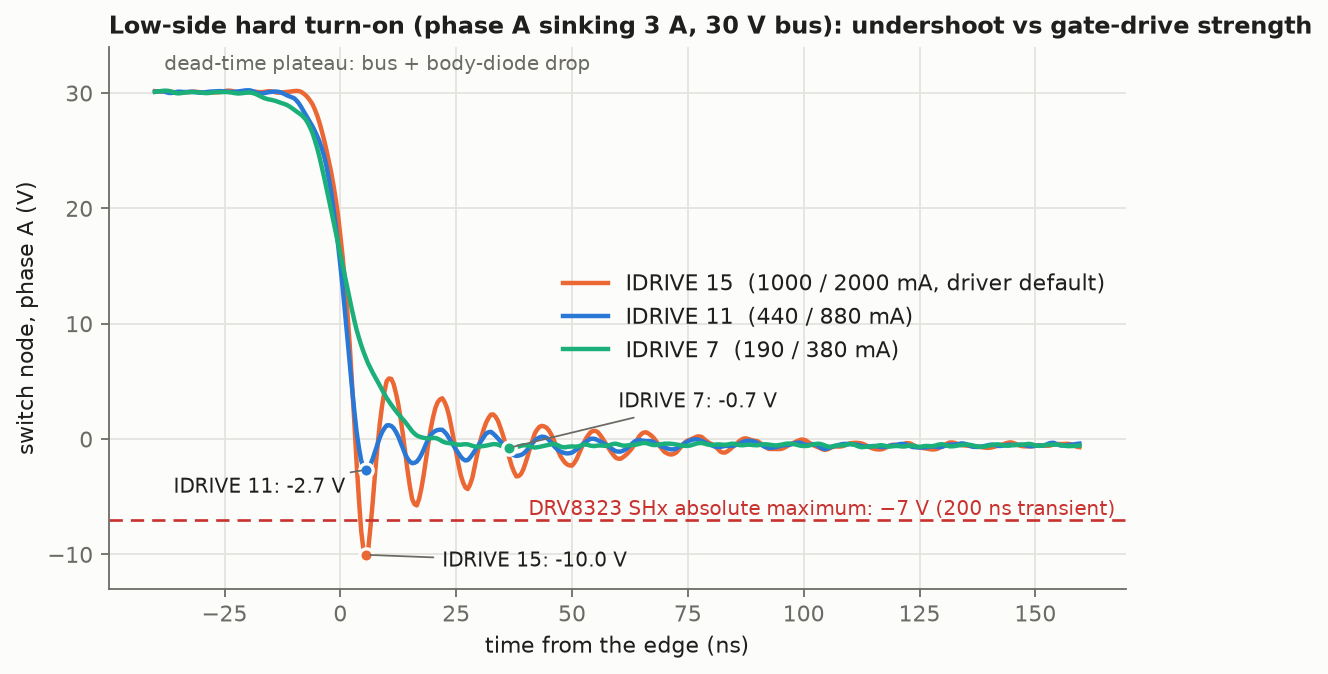 Low-side hard turn-on (phase A sinking 3 A, 30 V bus): undershoot vs gate-drive strength
dead-time plateau: bus + body-diode drop
switch node, phase A (V)
30
20
10
0
−10
IDRIVE 15  (1000 / 2000 mA, driver default)
IDRIVE 11  (440 / 880 mA)
IDRIVE 7  (190 / 380 mA)
IDRIVE 7: -0.7 V
IDRIVE 11: -2.7 V
DRV8323 SHx absolute maximum: −7 V (200 ns transient)
IDRIVE 15: -10.0 V
−25
0
25
50
75
100
125
150
time from the edge (ns)